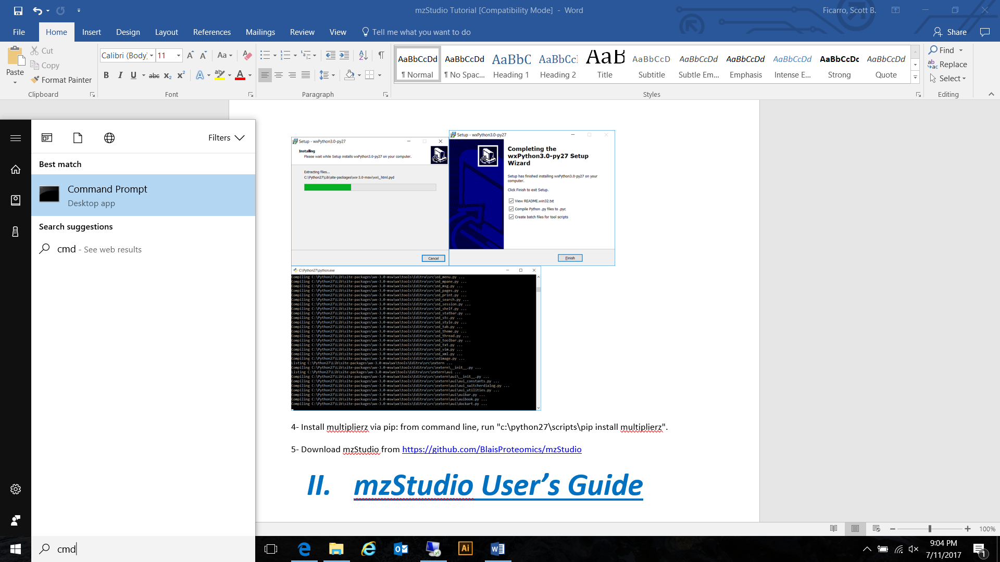 mzStudio Tutorial [Compatibility Mode] - Word
Ficarro, Scott B.
File Home Insert Design Layout References Mailings Review View Tell me what you want to do
Share
Paste
Cut
Copy
Format Painter
Clipboard
Calibri (Body) 11
Font
Paragraph
AaBbCcDd AaBbCcDd AaBbC AaBbCcI AaB AaBbCcD AaBbCcDd AaBbCcDd AaBbCcDd AaBbCcDc AaBbCcDd
¶ Normal ¶ No Spac... Heading 1 Heading 2 Title Subtitle Subtle Em... Emphasis Intense E... Strong Quote
Styles
Find
Replace
Select
Editing
Filters
Best match
Command Prompt
Desktop app
Search suggestions
cmd - See web results
cmd
Setup - wxPython3.0-py27
Installing
Please wait while Setup installs wxPython3.0-py27 on your computer.
Extracting files...
C:\Python27\Lib\site-packages\wx-3.0-msw\wx\_html.pyd
Cancel
Setup - wxPython3.0-py27
Completing the
wxPython3.0-py27 Setup
Wizard
Setup has finished installing wxPython3.0-py27 on your
computer.
Click Finish to exit Setup.
View README.win32.txt
Compile Python .py files to .pyc
Create batch files for tool scripts
Finish
C:\Python27\python.exe
Compiling C:\Python27\Lib\site-packages\wx-3.0-msw\wx\tools\Editra\src\ed_menu.py ...
Compiling C:\Python27\Lib\site-packages\wx-3.0-msw\wx\tools\Editra\src\ed_mpane.py ...
Compiling C:\Python27\Lib\site-packages\wx-3.0-msw\wx\tools\Editra\src\ed_msg.py ...
Compiling C:\Python27\Lib\site-packages\wx-3.0-msw\wx\tools\Editra\src\ed_pages.py ...
Compiling C:\Python27\Lib\site-packages\wx-3.0-msw\wx\tools\Editra\src\ed_print.py ...
Compiling C:\Python27\Lib\site-packages\wx-3.0-msw\wx\tools\Editra\src\ed_search.py ...
Compiling C:\Python27\Lib\site-packages\wx-3.0-msw\wx\tools\Editra\src\ed_session.py ...
Compiling C:\Python27\Lib\site-packages\wx-3.0-msw\wx\tools\Editra\src\ed_shelf.py ...
Compiling C:\Python27\Lib\site-packages\wx-3.0-msw\wx\tools\Editra\src\ed_statbar.py ...
Compiling C:\Python27\Lib\site-packages\wx-3.0-msw\wx\tools\Editra\src\ed_stc.py ...
Compiling C:\Python27\Lib\site-packages\wx-3.0-msw\wx\tools\Editra\src\ed_style.py ...
Compiling C:\Python27\Lib\site-packages\wx-3.0-msw\wx\tools\Editra\src\ed_tab.py ...
Compiling C:\Python27\Lib\site-packages\wx-3.0-msw\wx\tools\Editra\src\ed_theme.py ...
Compiling C:\Python27\Lib\site-packages\wx-3.0-msw\wx\tools\Editra\src\ed_thread.py ...
Compiling C:\Python27\Lib\site-packages\wx-3.0-msw\wx\tools\Editra\src\ed_toolbar.py ...
Compiling C:\Python27\Lib\site-packages\wx-3.0-msw\wx\tools\Editra\src\ed_txt.py ...
Compiling C:\Python27\Lib\site-packages\wx-3.0-msw\wx\tools\Editra\src\ed_vim.py ...
Compiling C:\Python27\Lib\site-packages\wx-3.0-msw\wx\tools\Editra\src\ed_xml.py ...
Compiling C:\Python27\Lib\site-packages\wx-3.0-msw\wx\tools\Editra\src\edimage.py ...
Listing C:\Python27\Lib\site-packages\wx-3.0-msw\wx\tools\Editra\src\extern ...
Compiling C:\Python27\Lib\site-packages\wx-3.0-msw\wx\tools\Editra\src\extern\__init__.py ...
Listing C:\Python27\Lib\site-packages\wx-3.0-msw\wx\tools\Editra\src\extern\aui ...
Compiling C:\Python27\Lib\site-packages\wx-3.0-msw\wx\tools\Editra\src\extern\aui\__init__.py ...
Compiling C:\Python27\Lib\site-packages\wx-3.0-msw\wx\tools\Editra\src\extern\aui\aui_constants.py ...
Compiling C:\Python27\Lib\site-packages\wx-3.0-msw\wx\tools\Editra\src\extern\aui\aui_switcherdialog.py ...
Compiling C:\Python27\Lib\site-packages\wx-3.0-msw\wx\tools\Editra\src\extern\aui\aui_utilities.py ...
Compiling C:\Python27\Lib\site-packages\wx-3.0-msw\wx\tools\Editra\src\extern\aui\auibar.py ...
Compiling C:\Python27\Lib\site-packages\wx-3.0-msw\wx\tools\Editra\src\extern\aui\auibook.py ...
Compiling C:\Python27\Lib\site-packages\wx-3.0-msw\wx\tools\Editra\src\extern\aui\dockart.py ...
4- Install multiplierz via pip: from command line, run "c:\python27\scripts\pip install multiplierz".
5- Download mzStudio from https://github.com/BlaisProteomics/mzStudio
II. mzStudio User’s Guide
100%
9:04 PM
7/11/2017
1